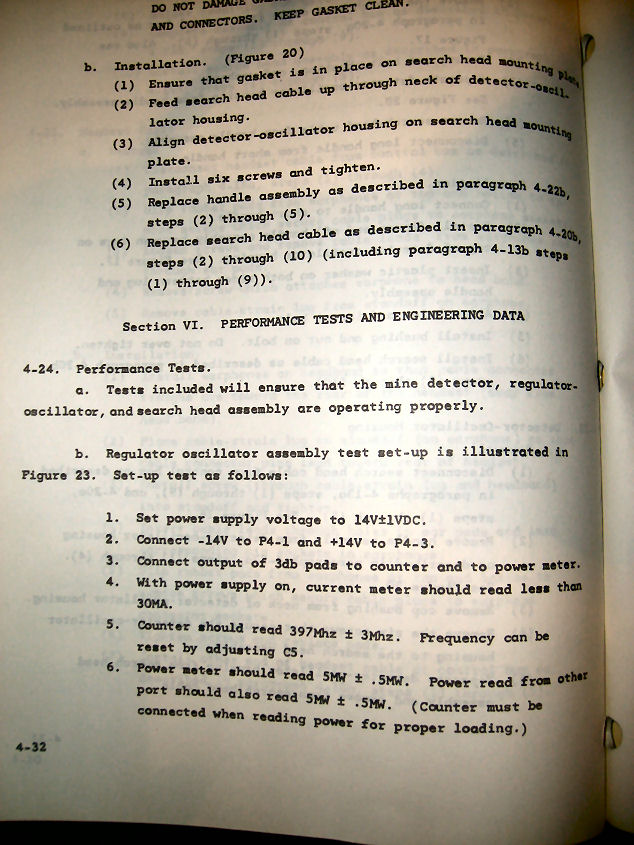 DO NOT DAMAGE
AND CONNECTORS. KEEP GASKET CLEAN.
b. Installation. (Figure 20)
(1) Ensure that gasket is in place on search head mounting plate.
(2) Feed search head cable up through neck of detector-oscil-
lator housing.
(3) Align detector-oscillator housing on search head mounting
plate.
(4) Install six screws and tighten.
(5) Replace handle assembly as described in paragraph 4-22b,
steps (2) through (5).
(6) Replace search head cable as described in paragraph 4-20b,
steps (2) through (10) (including paragraph 4-13b steps
(1) through (9)).
Section VI. PERFORMANCE TESTS AND ENGINEERING DATA
4-24. Performance Tests.
a. Tests included will ensure that the mine detector, regulator-
oscillator, and search head assembly are operating properly.
b. Regulator oscillator assembly test set-up is illustrated in
Figure 23. Set-up test as follows:
1. Set power supply voltage to 14V±1VDC.
2. Connect -14V to P4-1 and +14V to P4-3.
3. Connect output of 3db pads to counter and to power meter.
4. With power supply on, current meter should read less than
30MA.
5. Counter should read 397Mhz ± 3Mhz. Frequency can be
reset by adjusting C5.
6. Power meter should read 5MW ± .5MW. Power read from other
port should also read 5MW ± .5MW. (Counter must be
connected when reading power for proper loading.)
4-32